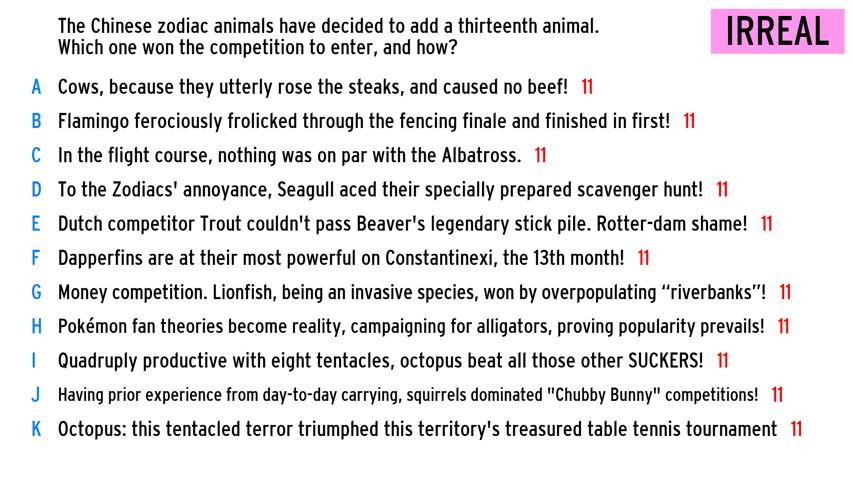 The Chinese zodiac animals have decided to add a thirteenth animal.
Which one won the competition to enter, and how?
IRREAL
A Cows, because they utterly rose the steaks, and caused no beef! 11
B Flamingo ferociously frolicked through the fencing finale and finished in first! 11
C In the flight course, nothing was on par with the Albatross. 11
D To the Zodiacs' annoyance, Seagull aced their specially prepared scavenger hunt! 11
E Dutch competitor Trout couldn't pass Beaver's legendary stick pile. Rotter-dam shame! 11
F Dapperfins are at their most powerful on Constantinexi, the 13th month! 11
G Money competition. Lionfish, being an invasive species, won by overpopulating “riverbanks”! 11
H Pokémon fan theories become reality, campaigning for alligators, proving popularity prevails! 11
I Quadruply productive with eight tentacles, octopus beat all those other SUCKERS! 11
J Having prior experience from day-to-day carrying, squirrels dominated "Chubby Bunny" competitions! 11
K Octopus: this tentacled terror triumphed this territory's treasured table tennis tournament 11